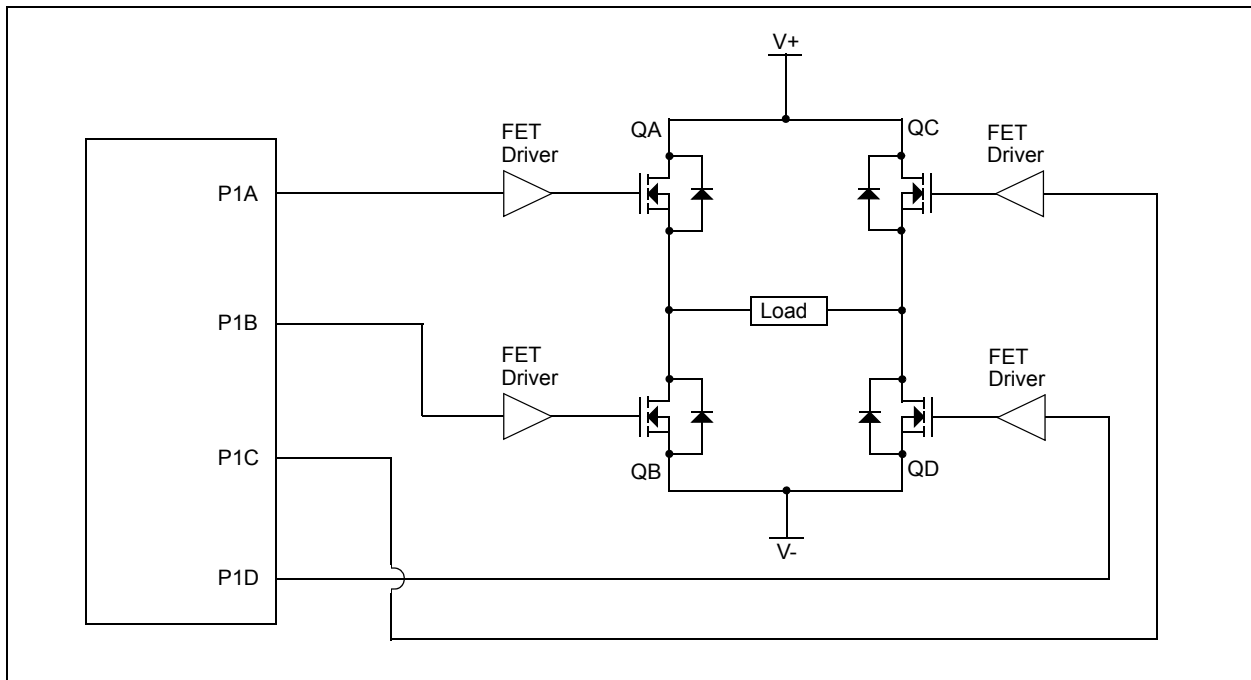 V+
QA
QC
FET
Driver
FET
Driver
P1A
P1B
Load
FET
Driver
FET
Driver
P1C
QB
QD
V-
P1D